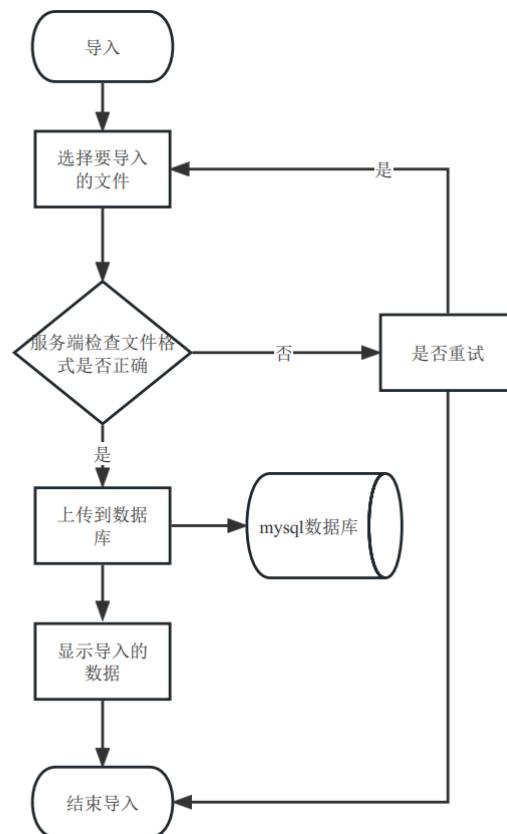 导入
选择要导入
的文件
是
服务端检查文件格
式是否正确
否
是否重试
是
上传到数据
库
mysql数据库
显示导入的
数据
结束导入